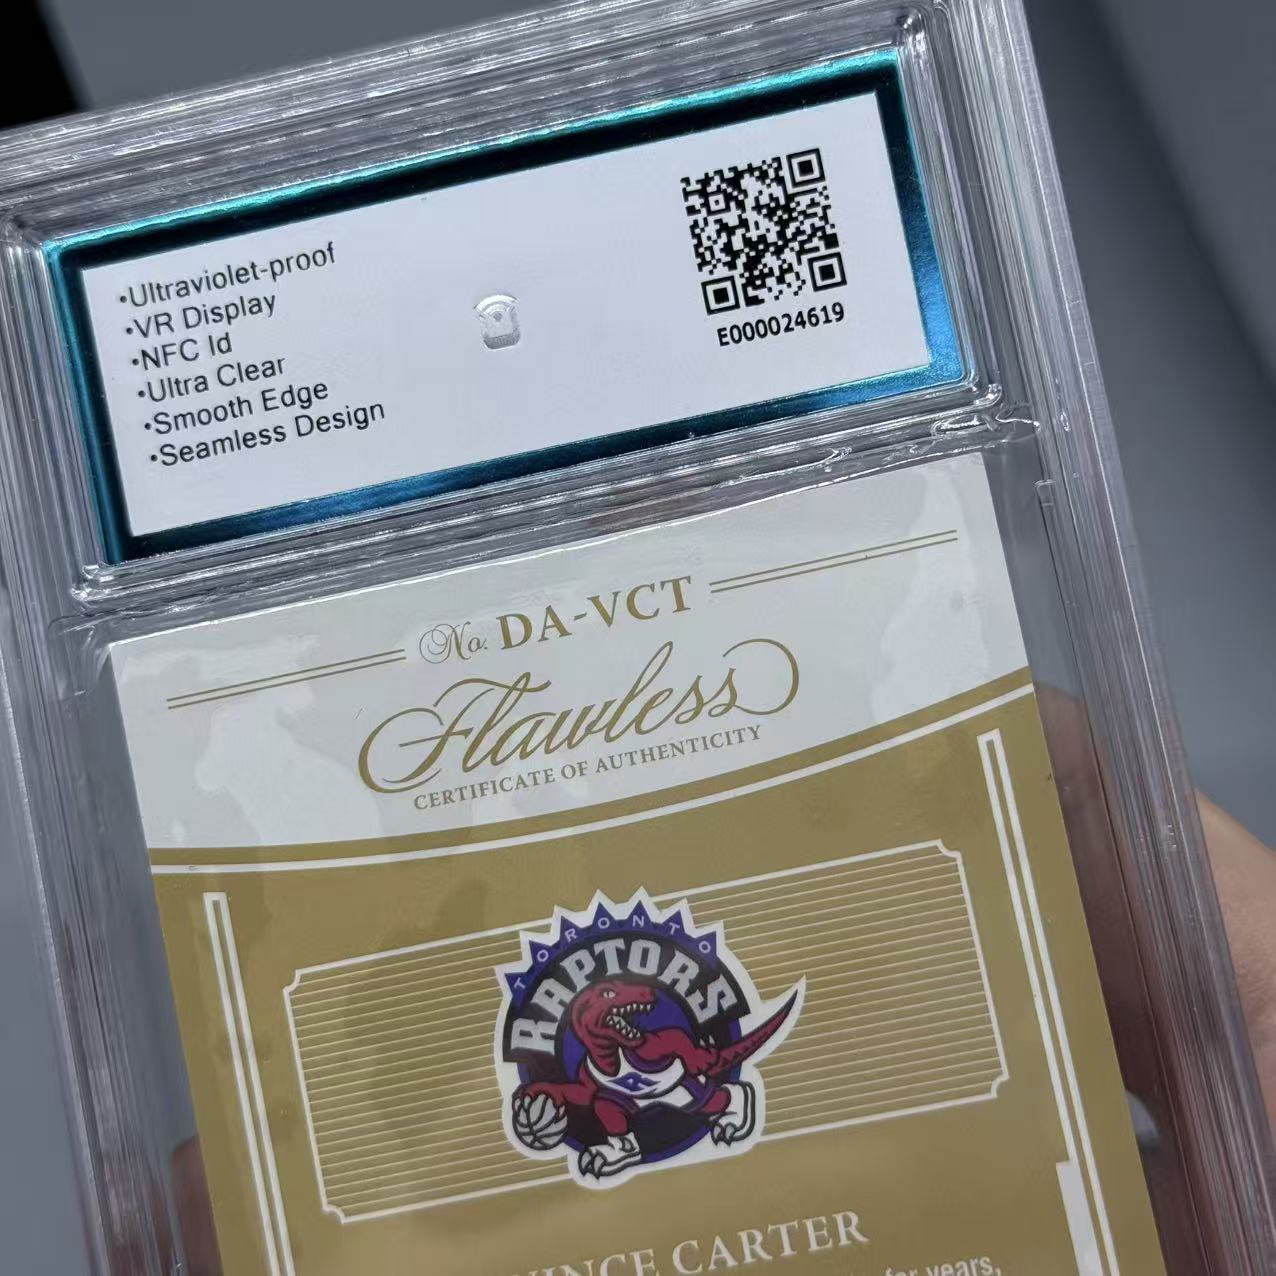 •Ultraviolet-proof
•VR Display
•NFC Id
•Ultra Clear
•Smooth Edge
•Seamless Design
E000024619
No. DA-VCT
Flawless
CERTIFICATE OF AUTHENTICITY
TORONTO
RAPTORS
VINCE CARTER
for years,